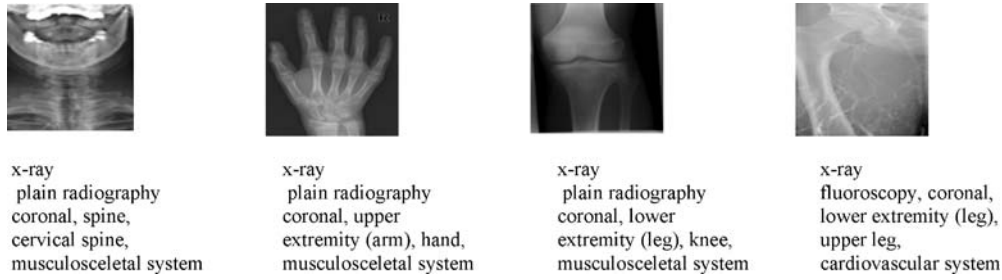 x-ray
plain radiography
coronal, spine,
cervical spine,
musculosceletal system
x-ray
plain radiography
coronal, upper
extremity (arm), hand,
musculosceletal system
x-ray
plain radiography
coronal, lower
extremity (leg), knee,
musculosceletal system
x-ray
fluoroscopy, coronal,
lower extremity (leg),
upper leg,
cardiovascular system